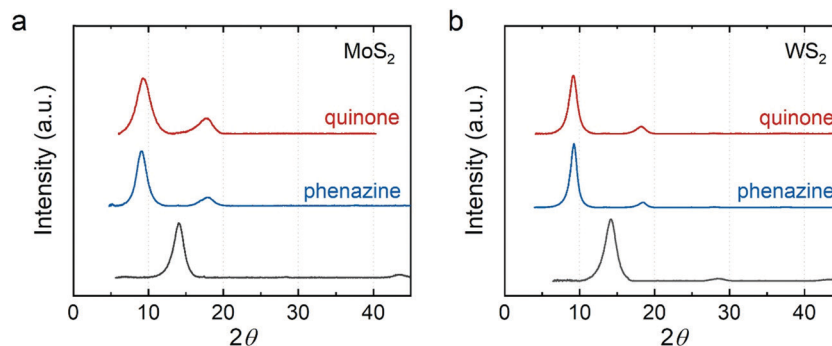 a
MoS₂
quinone
phenazine
Intensity (a.u.)
0 10 20 30 40
2θ
b
WS₂
quinone
phenazine
Intensity (a.u.)
0 10 20 30 40
2θ